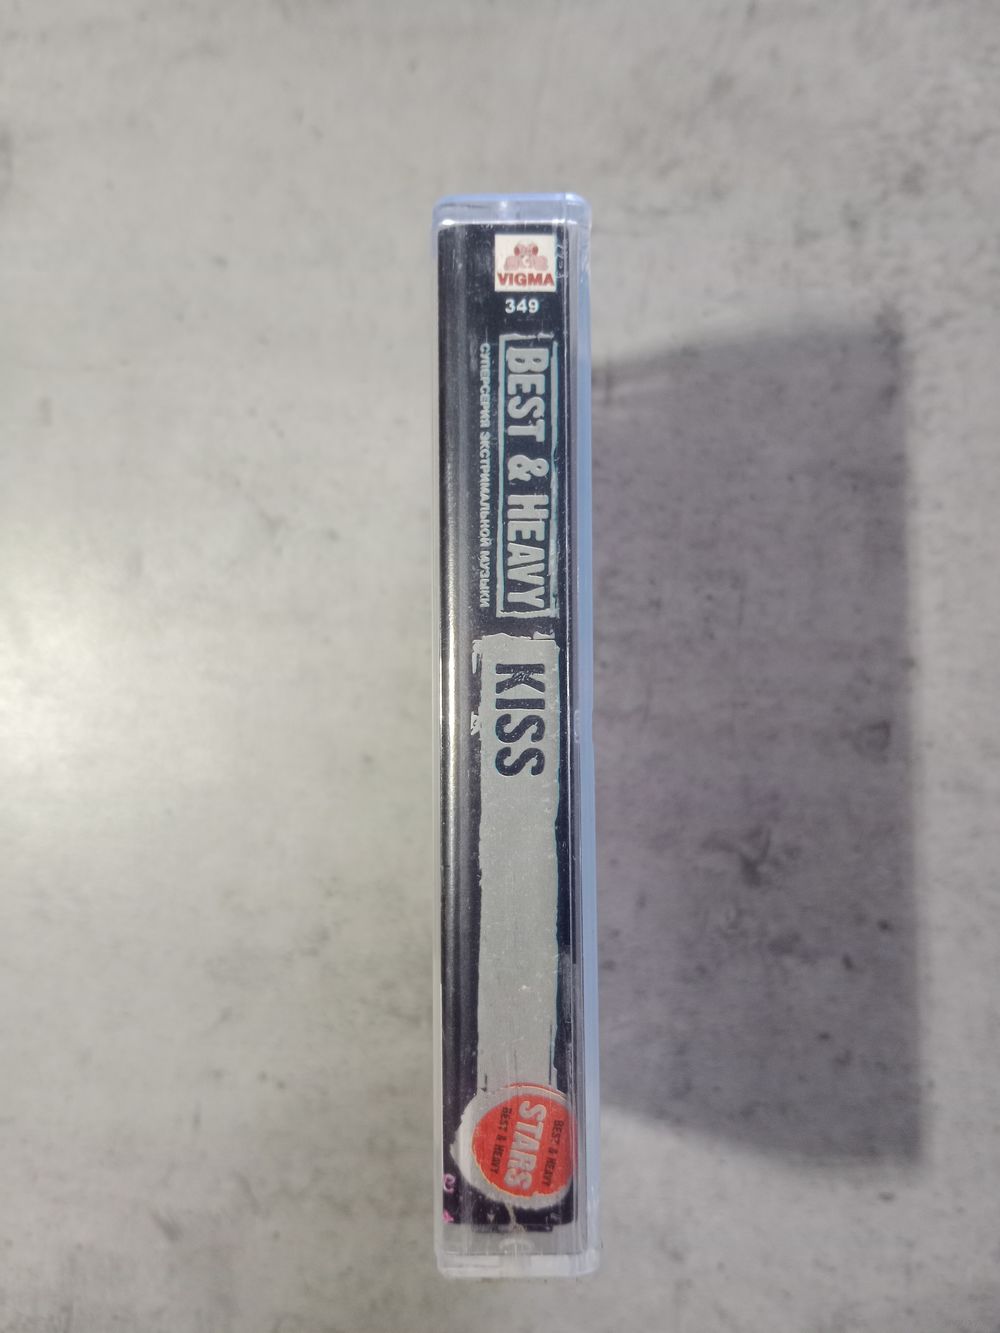 VIGMA
349
BEST & HEAVY
СУПЕРСЕРИЯ ЭКСТРИМАЛЬНОЙ МУЗЫКИ
KISS
BEST & HEAVY
STARS
BEST & HEAVY